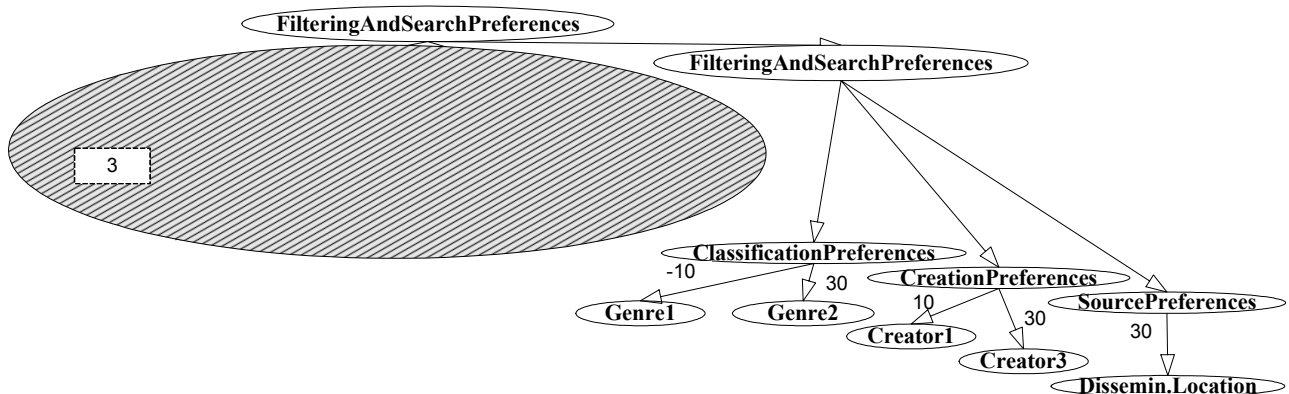 FilteringAndSearchPreferences
FilteringAndSearchPreferences
3
ClassificationPreferences
-10
30
CreationPreferences
Genre1
Genre2
10
30
SourcePreferences
30
Creator1
Creator3
Dissemin.Location